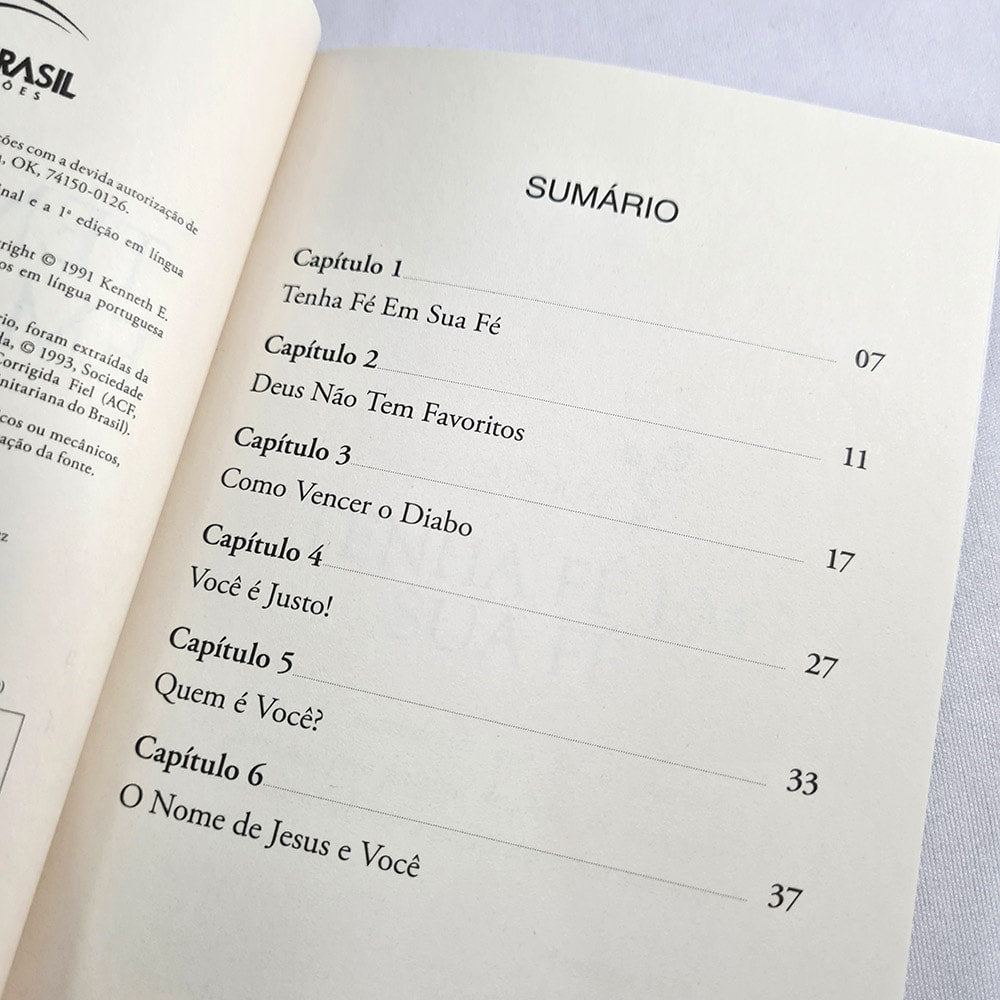 RASIL
ÕES
ções com a devida autorização de
, OK, 74150-0126.
nal e a 1ª edição em língua
right © 1991 Kenneth E.
os em língua portuguesa
rio, foram extraídas da
da, © 1993, Sociedade
Corrigida Fiel (ACF,
nitariana do Brasil).
cos ou mecânicos,
ação da fonte.
z
)
SUMÁRIO
Capítulo 1
Tenha Fé Em Sua Fé 07
Capítulo 2
Deus Não Tem Favoritos 11
Capítulo 3
Como Vencer o Diabo 17
Capítulo 4
Você é Justo! 27
Capítulo 5
Quem é Você? 33
Capítulo 6
O Nome de Jesus e Você 37